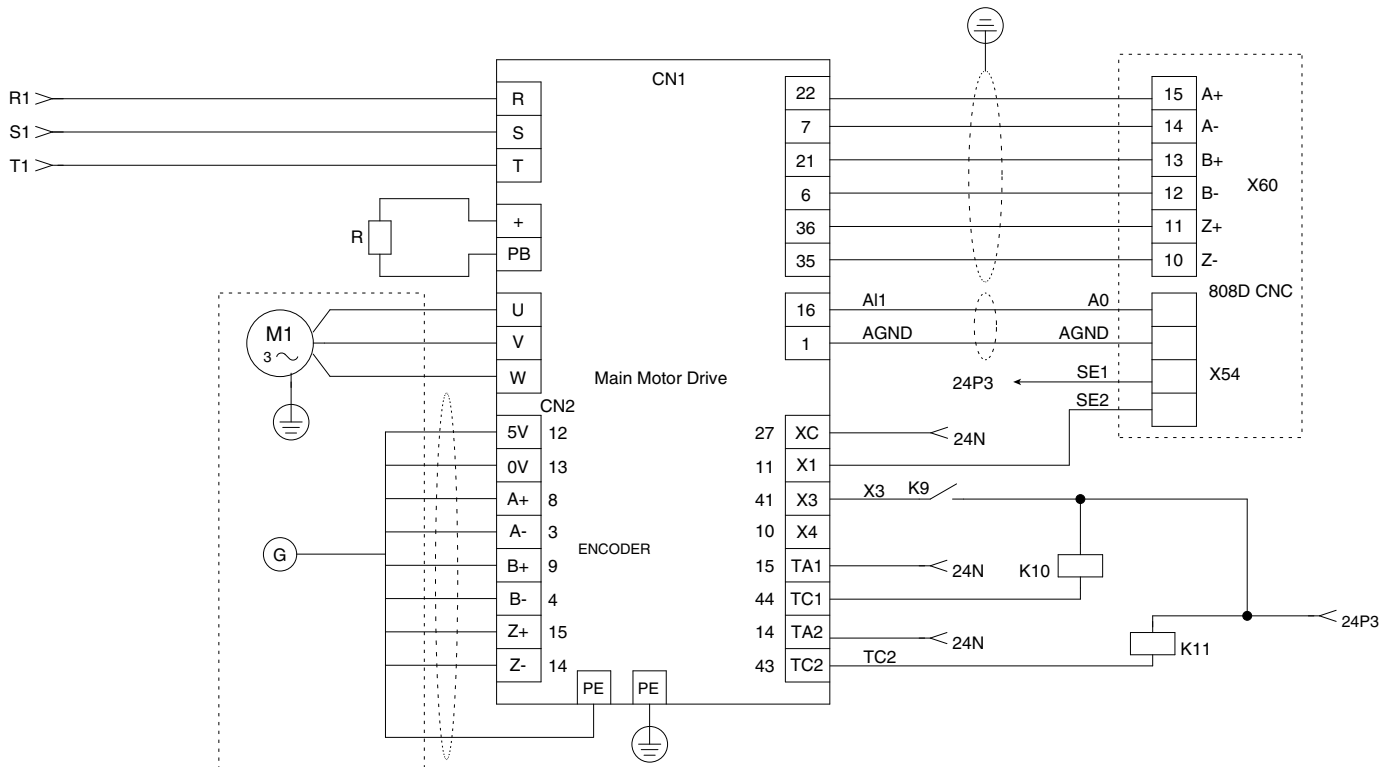 CN1
R1 R 22 15 A+
S1 S 7 14 A-
T1 T 21 13 B+
6 12 B- X60
+ 36 11 Z+
R PB 35 10 Z-
808D CNC
M1 U 16 AI1 A0
3 V 1 AGND AGND
W Main Motor Drive 24P3 SE1 X54
CN2 SE2
5V 12 27 XC 24N
0V 13 11 X1
A+ 8 41 X3 X3 K9
A- 3 10 X4
G ENCODER
B+ 9 15 TA1 24N K10
B- 4 44 TC1
Z+ 15 14 TA2 24N 24P3
Z- 14 43 TC2 TC2 K11
PE PE